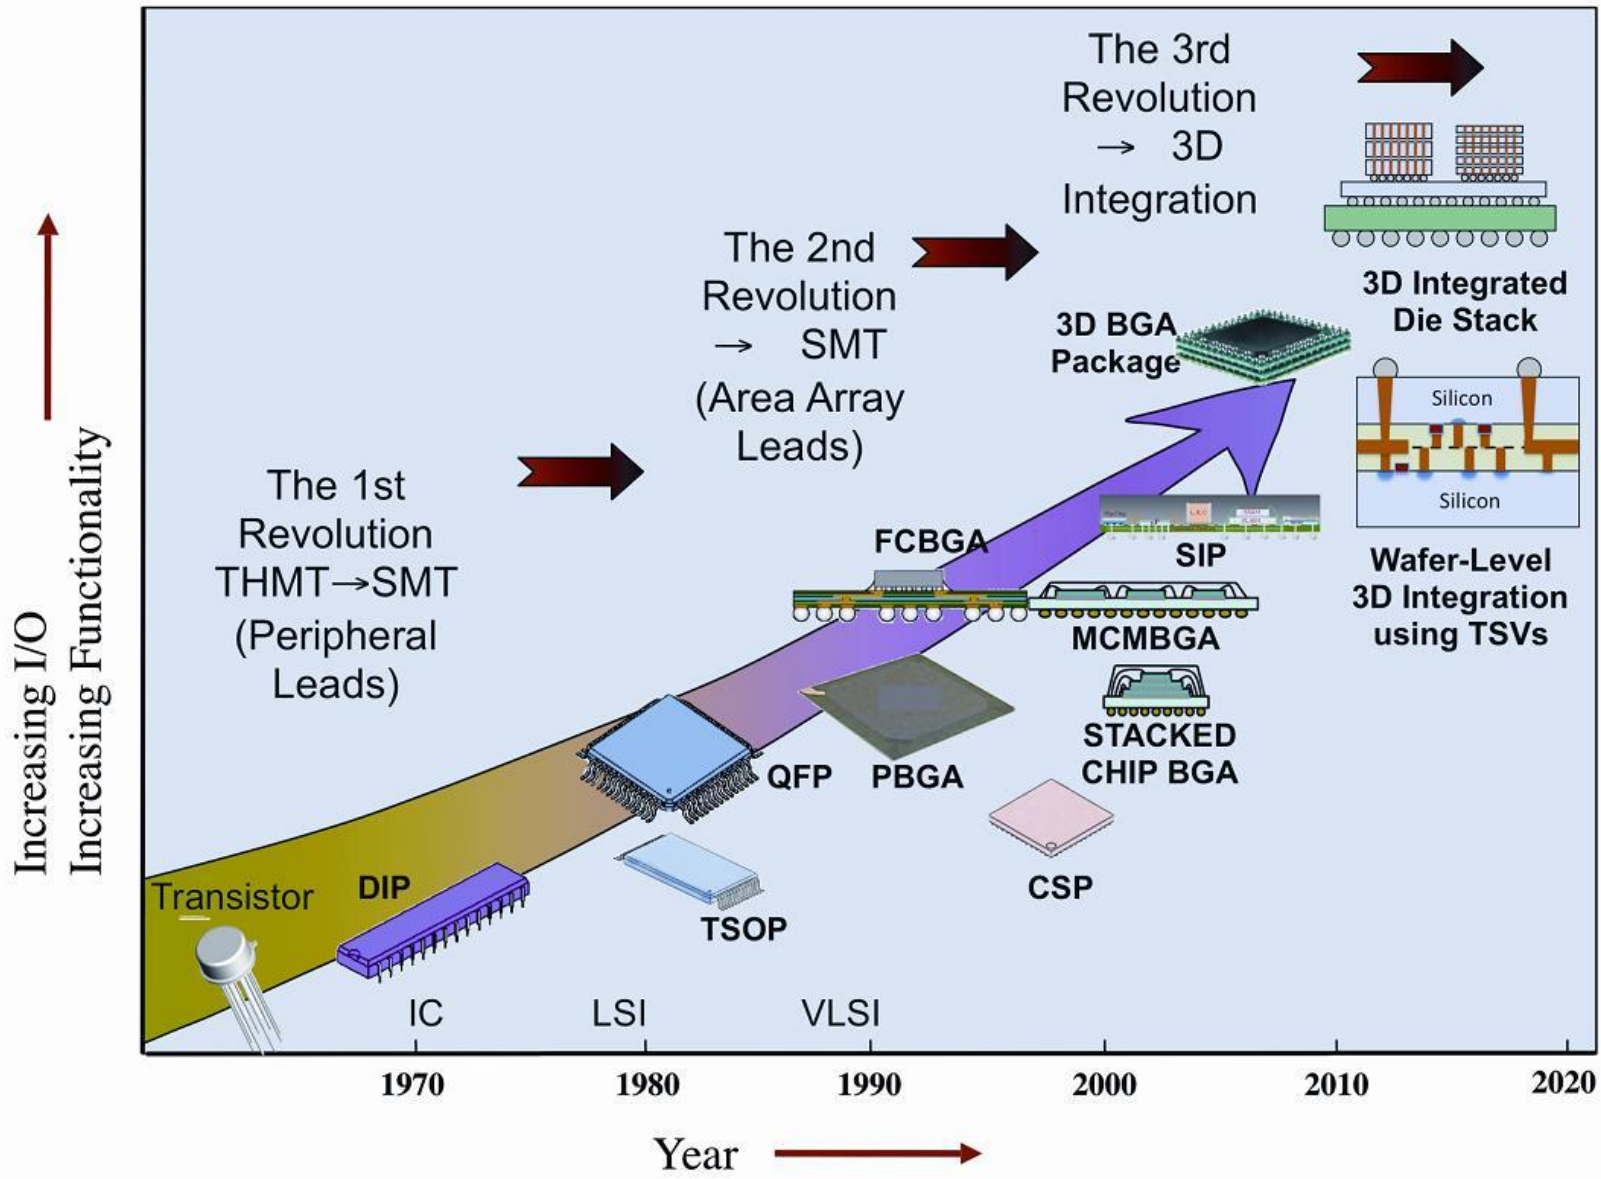 The 3rd
Revolution
→ 3D
Integration
3D Integrated
Die Stack
The 2nd
Revolution
→ SMT
(Area Array
Leads)
3D BGA
Package
Silicon
Silicon
Wafer-Level
3D Integration
using TSVs
The 1st
Revolution
THMT→SMT
(Peripheral
Leads)
FCBGA
SIP
MCMBGA
STACKED
CHIP BGA
QFP
PBGA
CSP
TSOP
Transistor
DIP
IC
LSI
VLSI
Increasing I/O
Increasing Functionality
1970
1980
1990
2000
2010
2020
Year